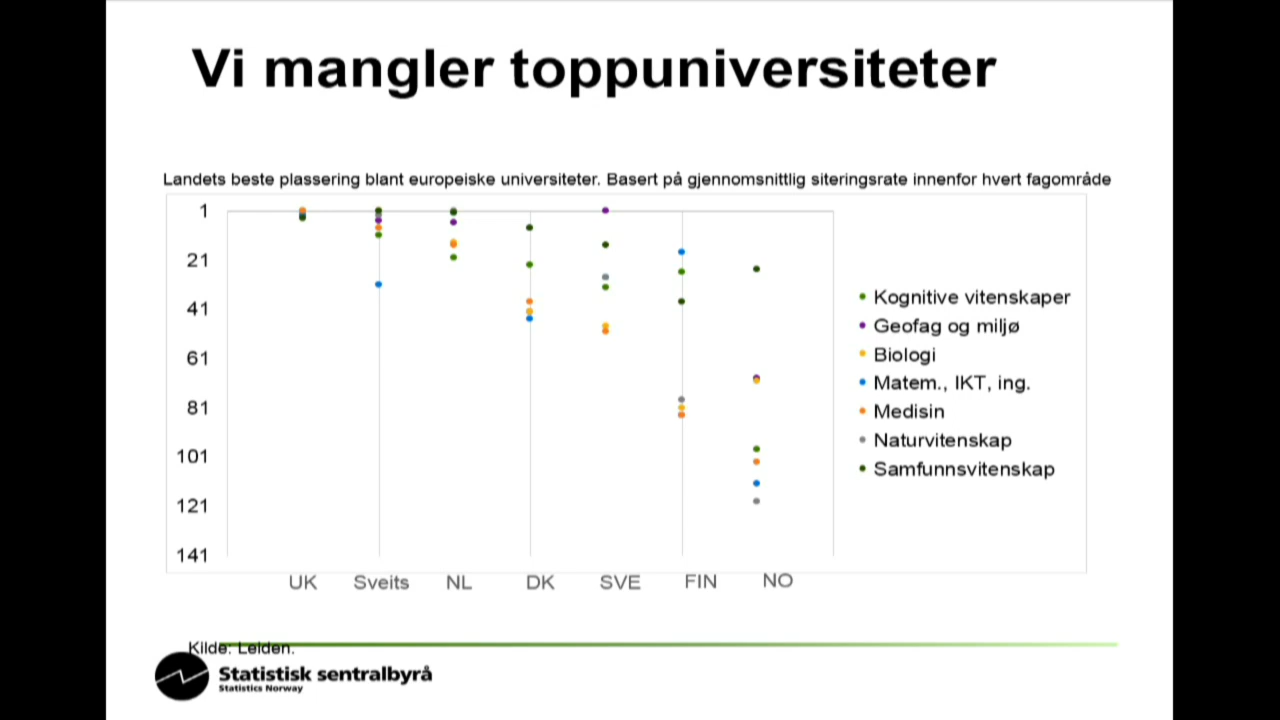 Vi mangler toppuniversiteter
Landets beste plassering blant europeiske universiteter. Basert på gjennomsnittlig siteringsrate innenfor hvert fagområde
1
21
41
61
81
101
121
141
UK Sveits NL DK SVE FIN NO
Kognitive vitenskaper
Geofag og miljø
Biologi
Matem., IKT, ing.
Medisin
Naturvitenskap
Samfunnsvitenskap
Kilde: Leiden.
Statistisk sentralbyrå
Statistics Norway